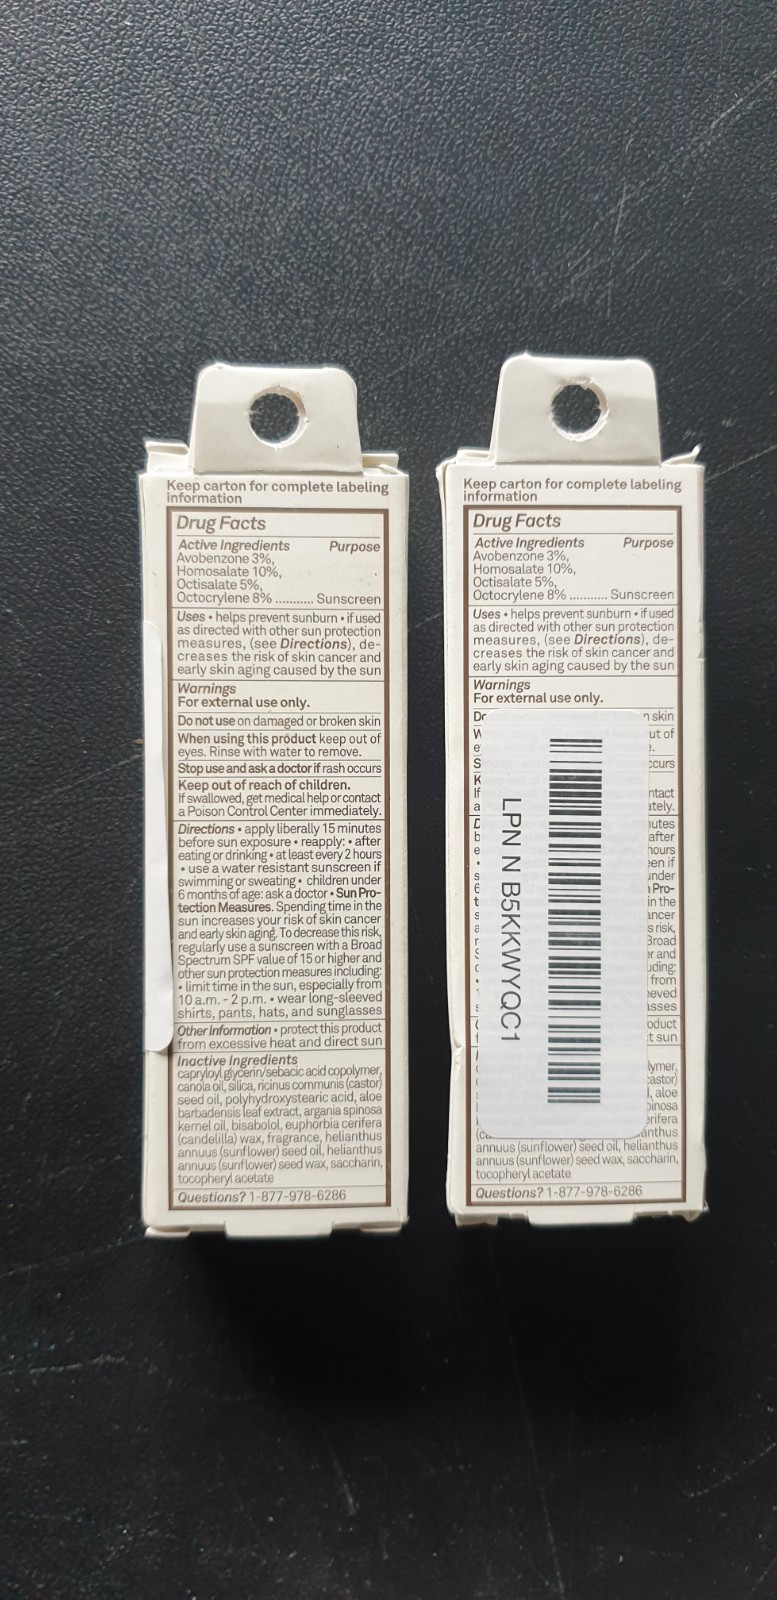 Keep carton for complete labeling
information
Drug Facts
Active Ingredients Purpose
Avobenzone 3%,
Homosalate 10%,
Octisalate 5%,
Octocrylene 8% ........... Sunscreen
Uses • helps prevent sunburn • if used
as directed with other sun protection
measures, (see Directions), de-
creases the risk of skin cancer and
early skin aging caused by the sun
Warnings
For external use only.
Do not use on damaged or broken skin
When using this product keep out of
eyes. Rinse with water to remove.
Stop use and ask a doctor if rash occurs
Keep out of reach of children.
If swallowed, get medical help or contact
a Poison Control Center immediately.
Directions • apply liberally 15 minutes
before sun exposure • reapply: • after
eating or drinking • at least every 2 hours
• use a water resistant sunscreen if
swimming or sweating • children under
6 months of age: ask a doctor • Sun Pro-
tection Measures. Spending time in the
sun increases your risk of skin cancer
and early skin aging. To decrease this risk,
regularly use a sunscreen with a Broad
Spectrum SPF value of 15 or higher and
other sun protection measures including:
• limit time in the sun, especially from
10 a.m. - 2 p.m. • wear long-sleeved
shirts, pants, hats, and sunglasses
Other Information • protect this product
from excessive heat and direct sun
Inactive Ingredients
capryloyl glycerin/sebacic acid copolymer,
canola oil, silica, ricinus communis (castor)
seed oil, polyhydroxystearic acid, aloe
barbadensis leaf extract, argania spinosa
kernel oil, bisabolol, euphorbia cerifera
(candelilla) wax, fragrance, helianthus
annuus (sunflower) seed oil, helianthus
annuus (sunflower) seed wax, saccharin,
tocopheryl acetate
Questions? 1-877-978-6286
Keep carton for complete labeling
information
Drug Facts
Active Ingredients Purpose
Avobenzone 3%,
Homosalate 10%,
Octisalate 5%,
Octocrylene 8% ........... Sunscreen
Uses • helps prevent sunburn • if used
as directed with other sun protection
measures, (see Directions), de-
creases the risk of skin cancer and
early skin aging caused by the sun
Warnings
For external use only.
skin
of
If
LPN N B5KKWYQC1
under
in the
risk,
Broad
and
from
sun
aloe
annuus (sunflower) seed oil, helianthus
annuus (sunflower) seed wax, saccharin,
tocopheryl acetate
Questions? 1-877-978-6286